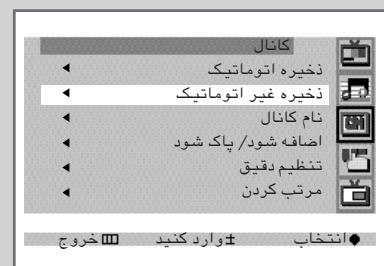 کانال
ذخیره اتوماتیک
ذخیره غیر اتوماتیک
نام کانال
اضافه شود/ پاک شود
تنظیم دقیق
مرتب کردن
انتخاب ±وارد کنید خروج